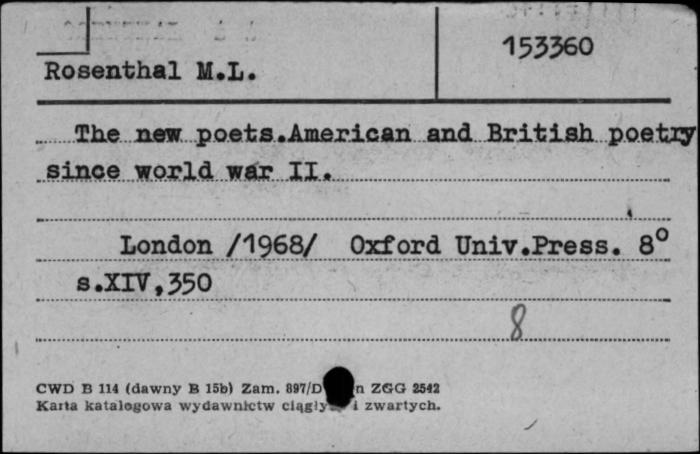 153360
Rosenthal M.L.
The new poets.American and British poetry
since world war II.
London /1968/ Oxford Univ.Press. 8°
s.XIV,350
8
CWD B 114 (dawny B 15b) Zam. 897/D n ZGG 2542
Karta katalogowa wydawnictw i zwartych.